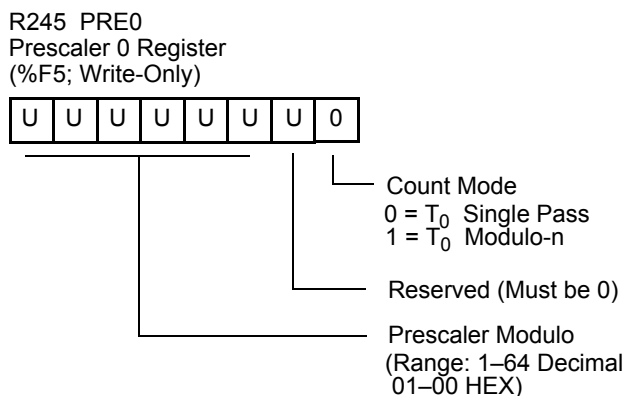 R245 PRE0
Prescaler 0 Register
(%F5; Write-Only)
U U U U U U U 0
Count Mode
0 = T0 Single Pass
1 = T0 Modulo-n
Reserved (Must be 0)
Prescaler Modulo
(Range: 1–64 Decimal
01–00 HEX)